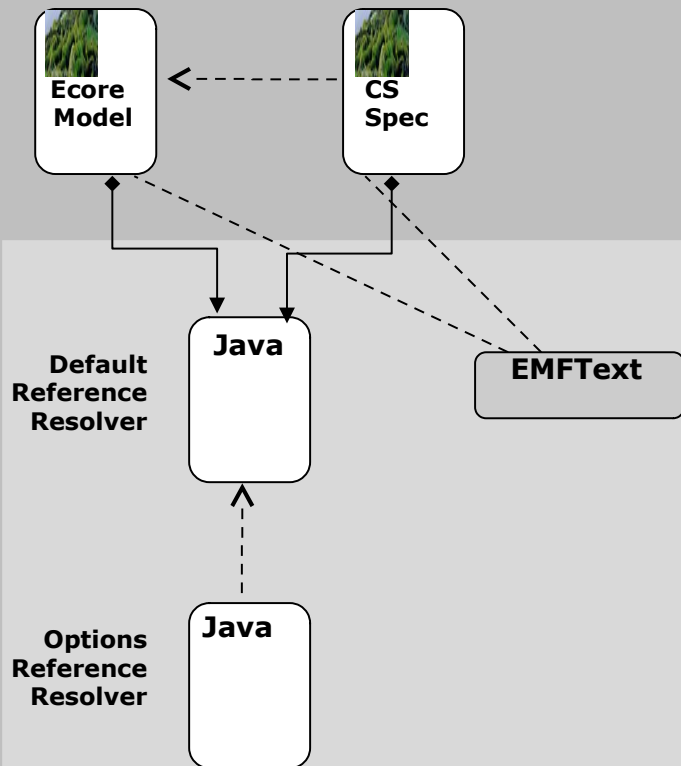 Ecore
Model
CS
Spec
Java
Default
Reference
Resolver
EMFText
Java
Options
Reference
Resolver